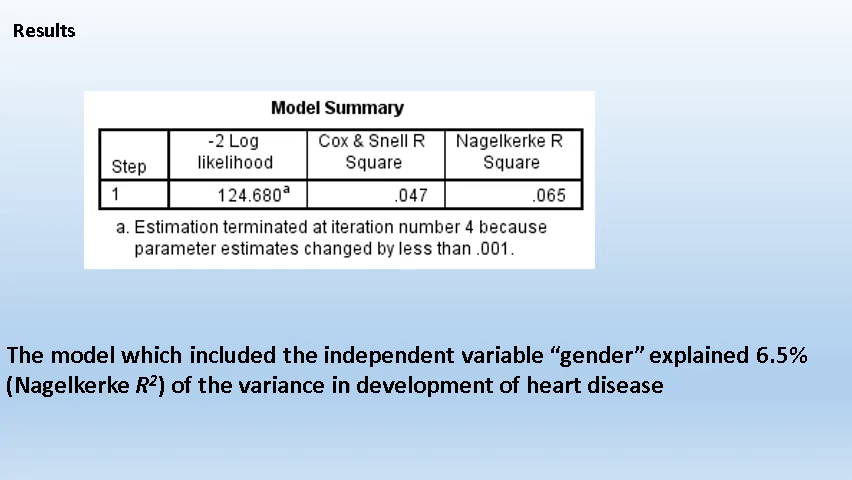 Results
Model Summary
Step -2 Log likelihood Cox & Snell R Square Nagelkerke R Square
1 124.680a .047 .065
a. Estimation terminated at iteration number 4 because
parameter estimates changed by less than .001.
The model which included the independent variable “gender” explained 6.5%
(Nagelkerke R²) of the variance in development of heart disease